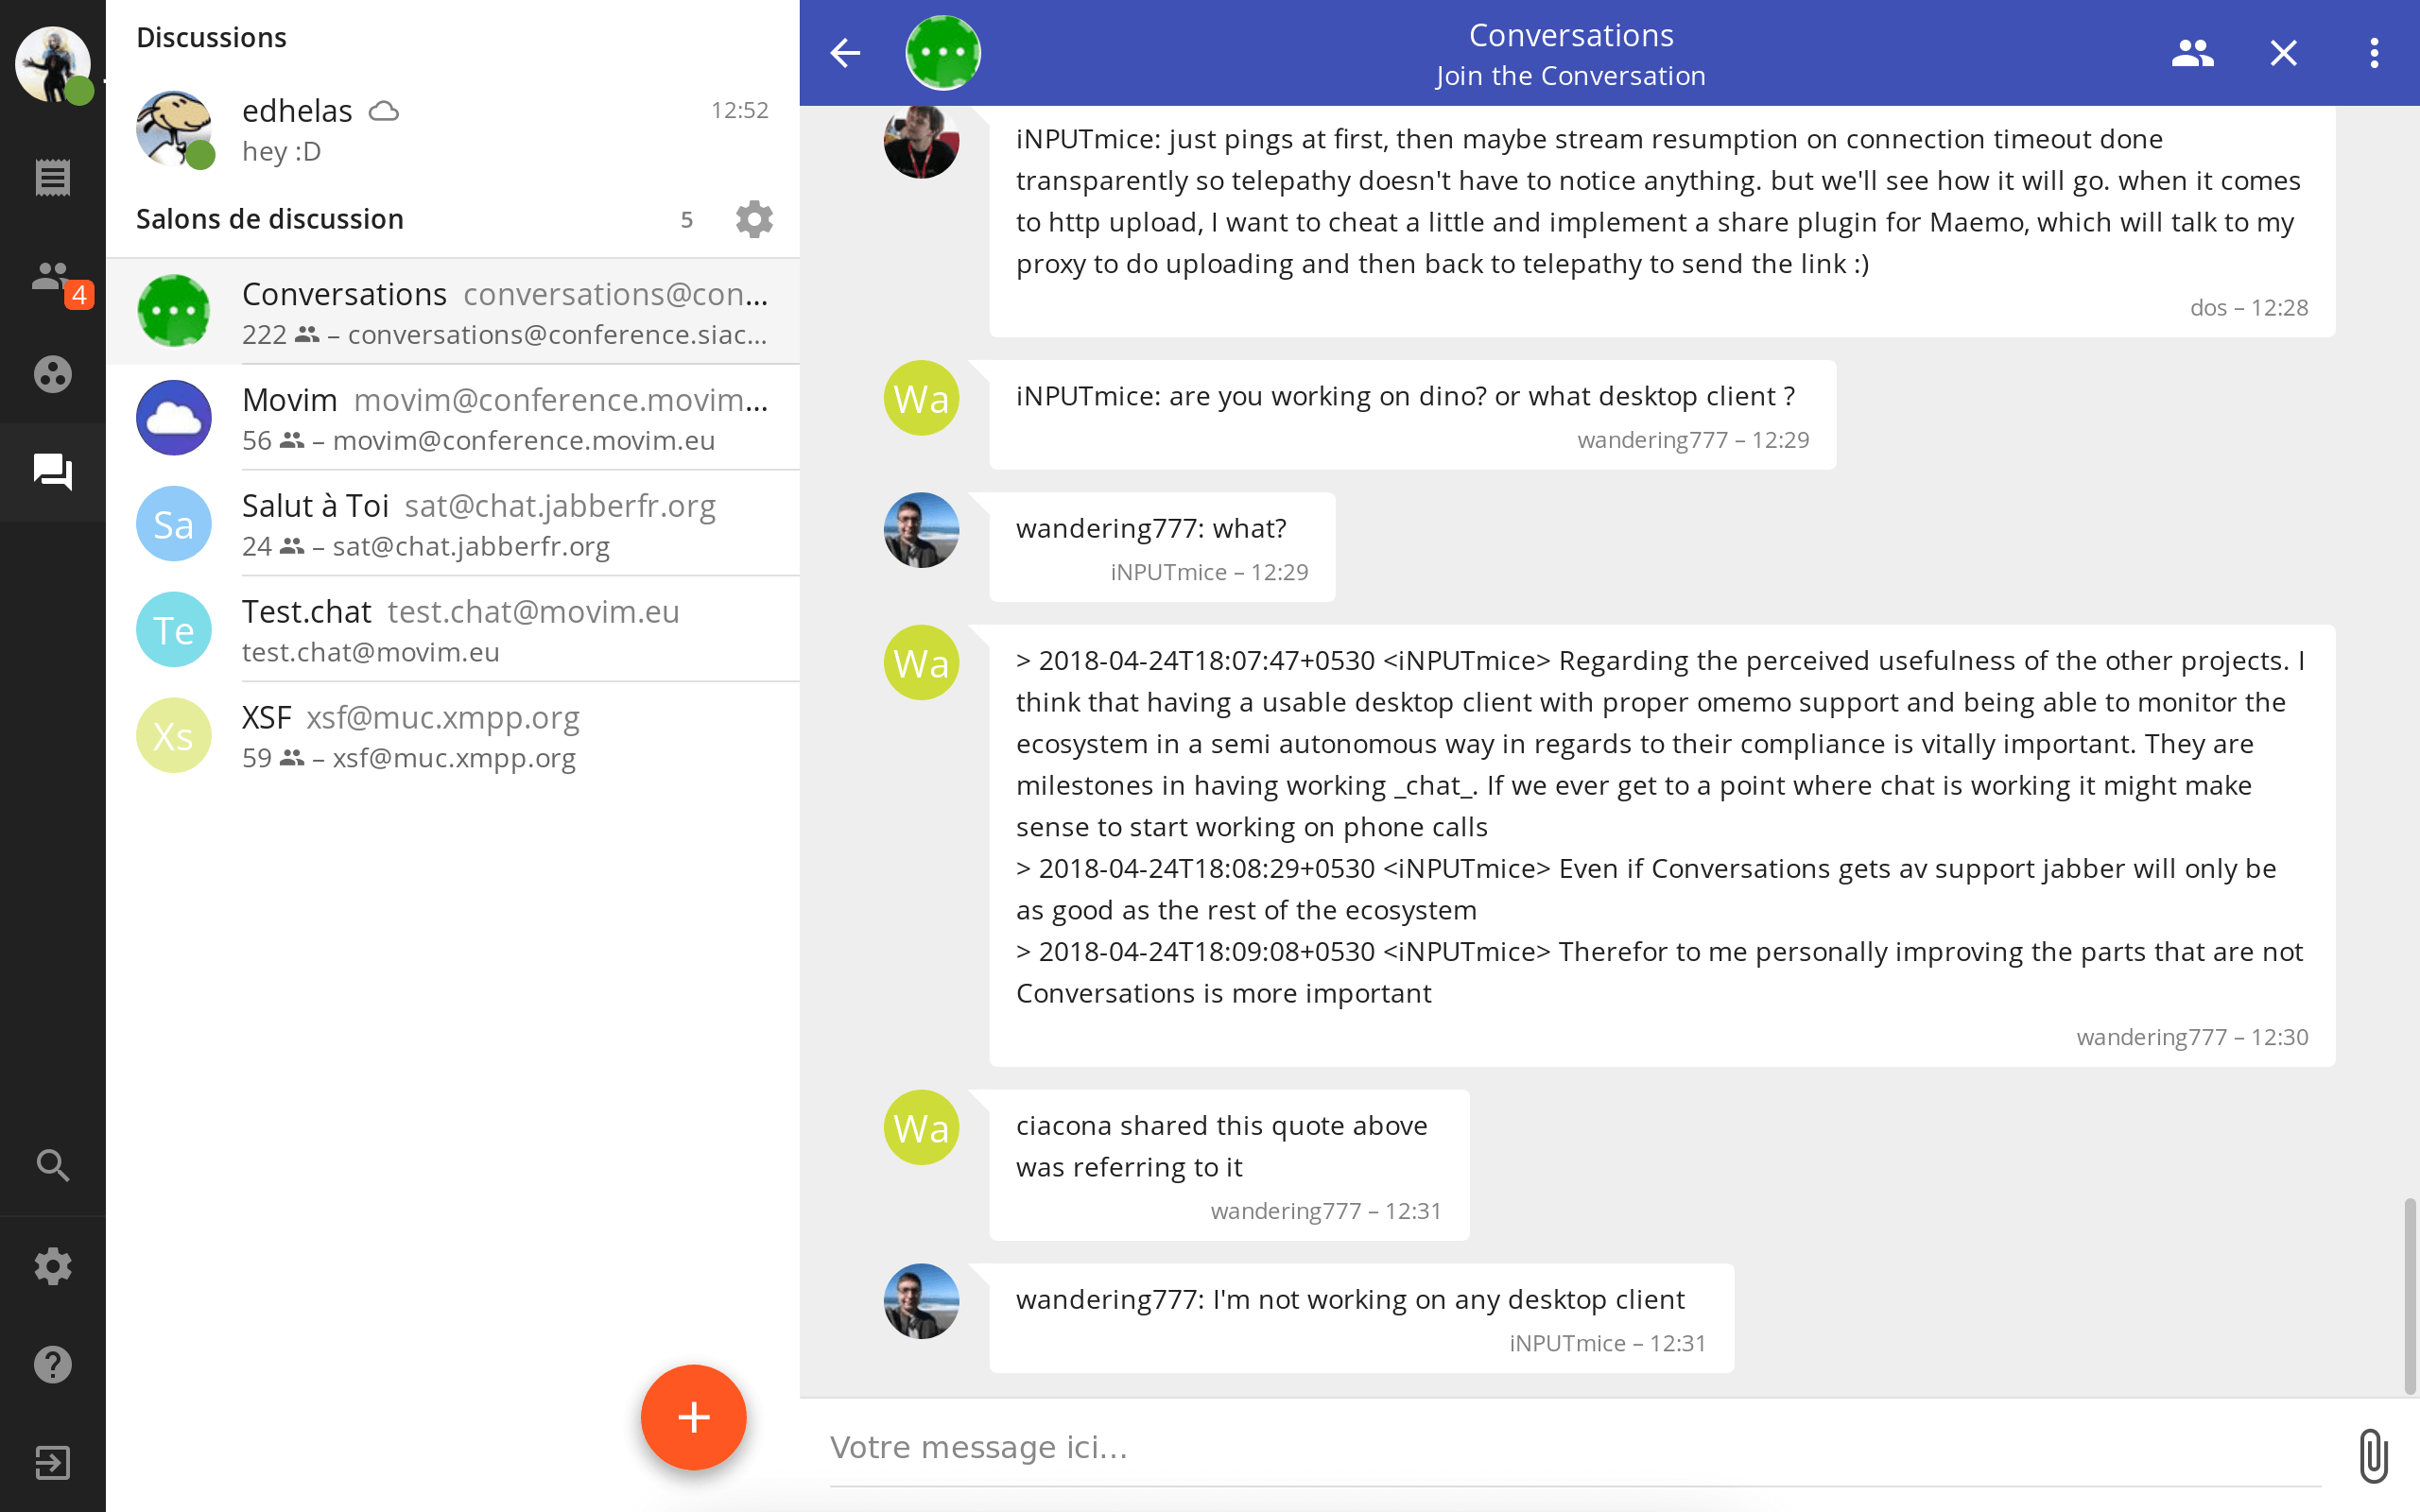 Discussions
edhelas
12:52
hey :D
Salons de discussion
5
4
Conversations conversations@con...
222 – conversations@conference.siac...
Movim movim@conference.movim...
56 – movim@conference.movim.eu
Sa
Salut à Toi sat@chat.jabberfr.org
24 – sat@chat.jabberfr.org
Te
Test.chat test.chat@movim.eu
test.chat@movim.eu
Xs
XSF xsf@muc.xmpp.org
59 – xsf@muc.xmpp.org
Conversations
Join the Conversation
iNPUTmice: just pings at first, then maybe stream resumption on connection timeout done
transparently so telepathy doesn't have to notice anything. but we'll see how it will go. when it comes
to http upload, I want to cheat a little and implement a share plugin for Maemo, which will talk to my
proxy to do uploading and then back to telepathy to send the link :)
dos – 12:28
Wa
iNPUTmice: are you working on dino? or what desktop client ?
wandering777 – 12:29
wandering777: what?
iNPUTmice – 12:29
Wa
> 2018-04-24T18:07:47+0530 <iNPUTmice> Regarding the perceived usefulness of the other projects. I
think that having a usable desktop client with proper omemo support and being able to monitor the
ecosystem in a semi autonomous way in regards to their compliance is vitally important. They are
milestones in having working _chat_. If we ever get to a point where chat is working it might make
sense to start working on phone calls
> 2018-04-24T18:08:29+0530 <iNPUTmice> Even if Conversations gets av support jabber will only be
as good as the rest of the ecosystem
> 2018-04-24T18:09:08+0530 <iNPUTmice> Therefor to me personally improving the parts that are not
Conversations is more important
wandering777 – 12:30
Wa
ciacona shared this quote above
was referring to it
wandering777 – 12:31
wandering777: I'm not working on any desktop client
iNPUTmice – 12:31
Votre message ici...